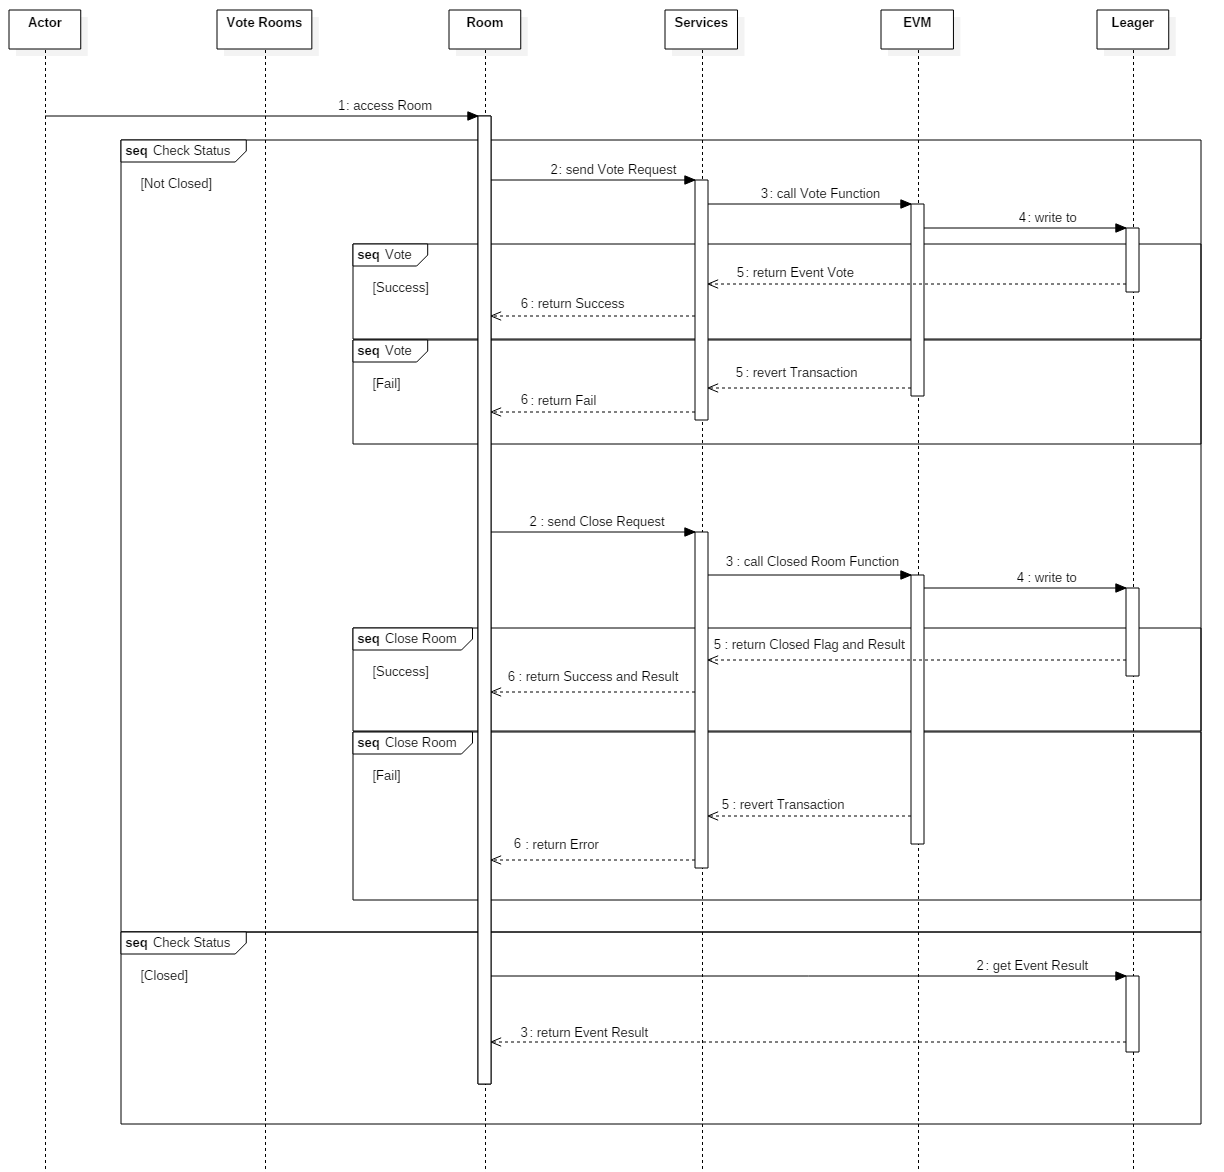 Actor
Vote Rooms
Room
Services
EVM
Leager
1: access Room
seq Check Status
[Not Closed]
2: send Vote Request
3: call Vote Function
4: write to
seq Vote
[Success]
5: return Event Vote
6: return Success
seq Vote
[Fail]
5: revert Transaction
6: return Fail
2 : send Close Request
3 : call Closed Room Function
4 : write to
seq Close Room
[Success]
5 : return Closed Flag and Result
6 : return Success and Result
seq Close Room
[Fail]
5 : revert Transaction
6 : return Error
seq Check Status
[Closed]
2: get Event Result
3: return Event Result